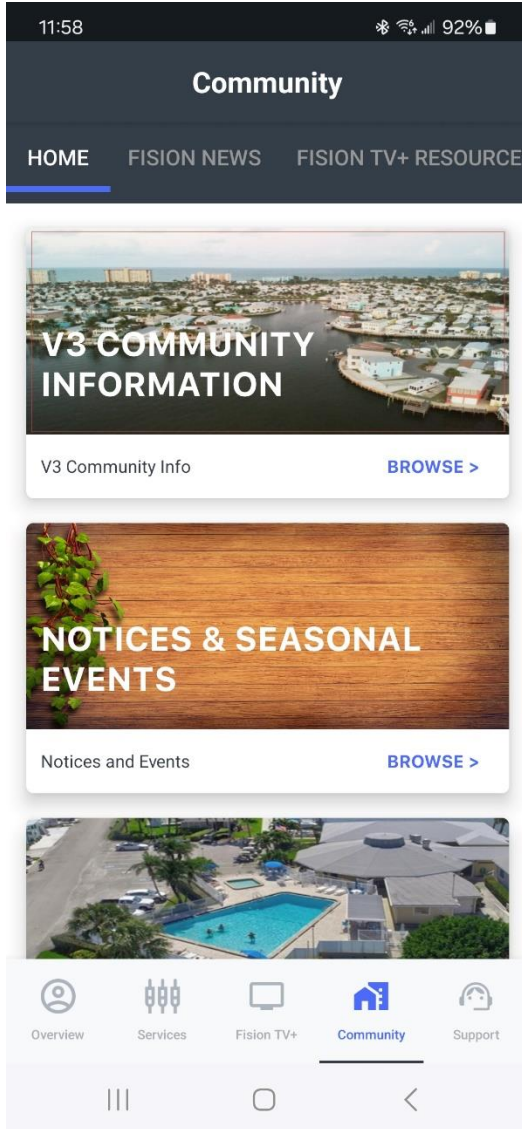 11:58
92%
Community
HOME
FISION NEWS
FISION TV+ RESOURCE
V3 COMMUNITY
INFORMATION
V3 Community Info
BROWSE >
NOTICES & SEASONAL
EVENTS
Notices and Events
BROWSE >
Overview
Services
Fision TV+
Community
Support